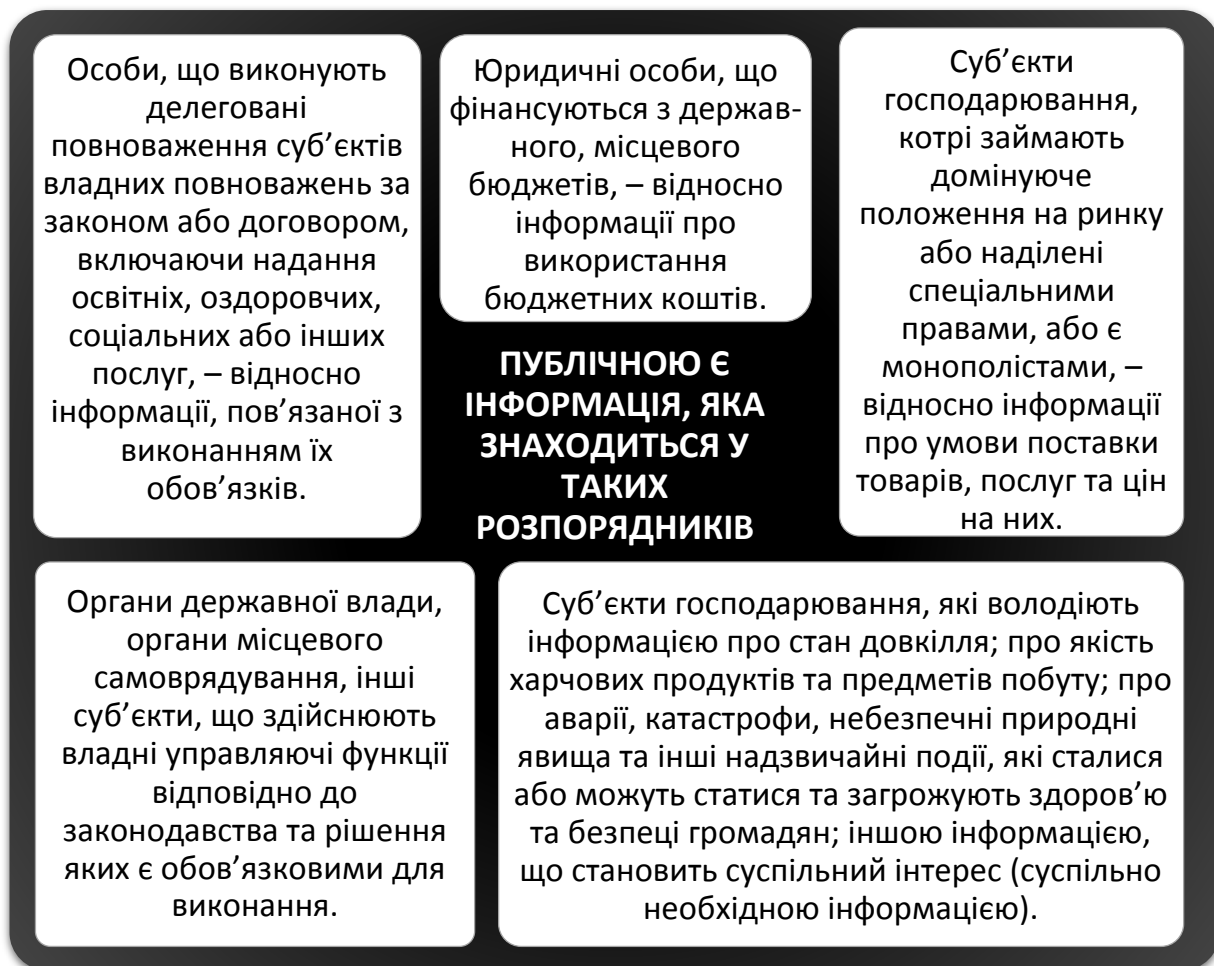 Особи, що виконують
делеговані
повноваження суб’єктів
владних повноважень за
законом або договором,
включаючи надання
освітніх, оздоровчих,
соціальних або інших
послуг, – відносно
інформації, пов’язаної з
виконанням їх
обов’язків.
Юридичні особи, що
фінансуються з держав-
ного, місцевого
бюджетів, – відносно
інформації про
використання
бюджетних коштів.
Суб’єкти
господарювання,
котрі займають
домінуюче
положення на ринку
або наділені
спеціальними
правами, або є
монополістами, –
відносно інформації
про умови поставки
товарів, послуг та цін
на них.
ПУБЛІЧНОЮ Є
ІНФОРМАЦІЯ, ЯКА
ЗНАХОДИТЬСЯ У
ТАКИХ
РОЗПОРЯДНИКІВ
Органи державної влади,
органи місцевого
самоврядування, інші
суб’єкти, що здійснюють
владні управляючі функції
відповідно до
законодавства та рішення
яких є обов’язковими для
виконання.
Суб’єкти господарювання, які володіють
інформацією про стан довкілля; про якість
харчових продуктів та предметів побуту; про
аварії, катастрофи, небезпечні природні
явища та інші надзвичайні події, які сталися
або можуть статися та загрожують здоров’ю
та безпеці громадян; іншою інформацією,
що становить суспільний інтерес (суспільно
необхідною інформацією).